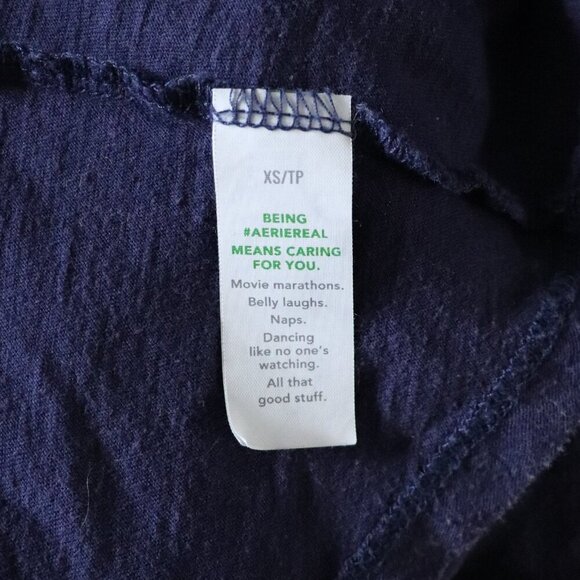 XS/TP
BEING
#AERIEREAL
MEANS CARING
FOR YOU.
Movie marathons.
Belly laughs.
Naps.
Dancing
like no one's
watching.
All that
good stuff.